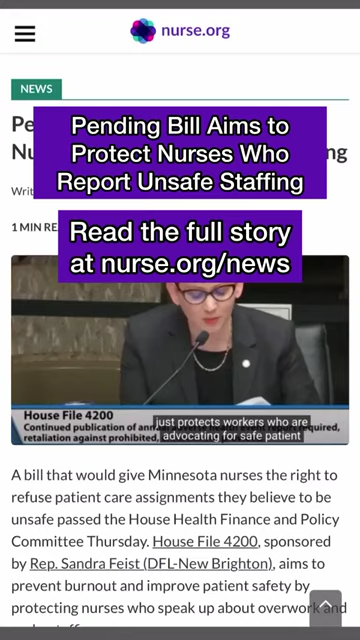 nurse.org
NEWS
Pe
Pending Bill Aims to
Nu
Protect Nurses Who
ng
Report Unsafe Staffing
Writ
1 MIN RE
Read the full story
at nurse.org/news
House File 4200
Continued publication of required,
retaliation against prohibited,
just protects workers who are
advocating for safe patient
A bill that would give Minnesota nurses the right to
refuse patient care assignments they believe to be
unsafe passed the House Health Finance and Policy
Committee Thursday. House File 4200, sponsored
by Rep. Sandra Feist (DFL-New Brighton), aims to
prevent burnout and improve patient safety by
protecting nurses who speak up about overwork and